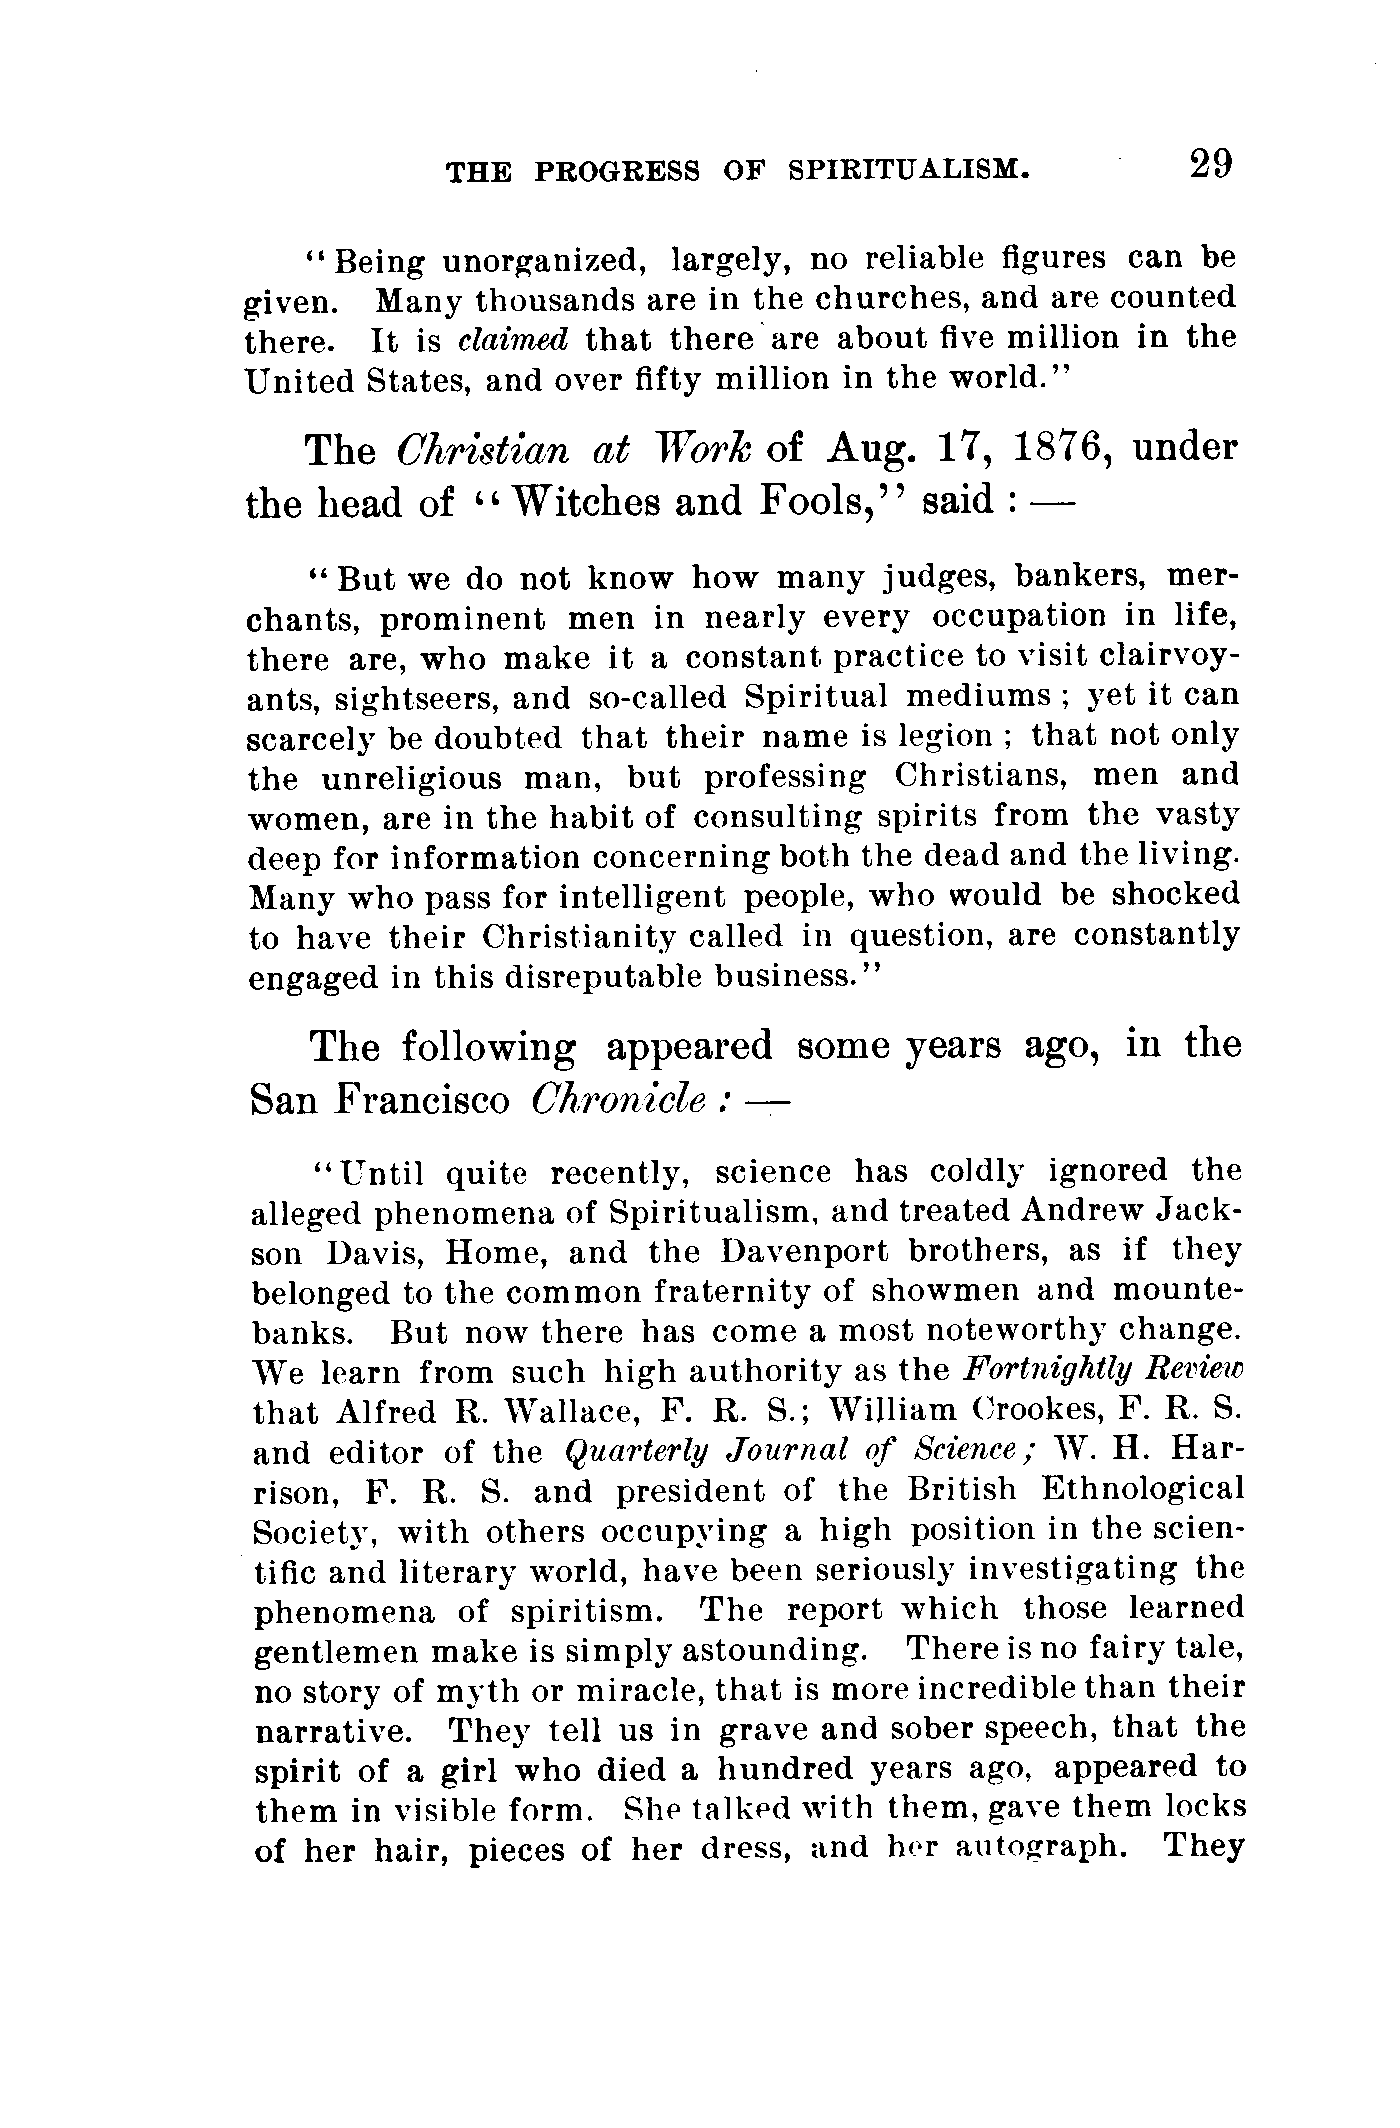 THE PROGRESS OF SPIRITUALISM. 29
"Being unorganized, largely, no reliable figures can be
given. Many thousands are in the churches, and are counted
there. It is claimed that there are about five million in the
United States, and over fifty million in the world."
The Christian at Work of Aug. 17, 1876, under
the head of "Witches and Fools," said : —
"But we do not know how many judges, bankers, mer-
chants, prominent men in nearly every occupation in life,
there are, who make it a constant practice to visit clairvoy-
ants, sightseers, and so-called Spiritual mediums ; yet it can
scarcely be doubted that their name is legion ; that not only
the unreligious man, but professing Christians, men and
women, are in the habit of consulting spirits from the vasty
deep for information concerning both the dead and the living.
Many who pass for intelligent people, who would be shocked
to have their Christianity called in question, are constantly
engaged in this disreputable business."
The following appeared some years ago, in the
San Francisco Chronicle : —
"Until quite recently, science has coldly ignored the
alleged phenomena of Spiritualism, and treated Andrew Jack-
son Davis, Home, and the Davenport brothers, as if they
belonged to the common fraternity of showmen and mounte-
banks. But now there has come a most noteworthy change.
We learn from such high authority as the Fortnightly Review
that Alfred R. Wallace, F. R. S.; William Crookes, F. R. S.
and editor of the Quarterly Journal of Science; W. H. Har-
rison, F. R. S. and president of the British Ethnological
Society, with others occupying a high position in the scien-
tific and literary world, have been seriously investigating the
phenomena of spiritism. The report which those learned
gentlemen make is simply astounding. There is no fairy tale,
no story of myth or miracle, that is more incredible than their
narrative. They tell us in grave and sober speech, that the
spirit of a girl who died a hundred years ago, appeared to
them in visible form. She talked with them, gave them locks
of her hair, pieces of her dress, and her autograph. They